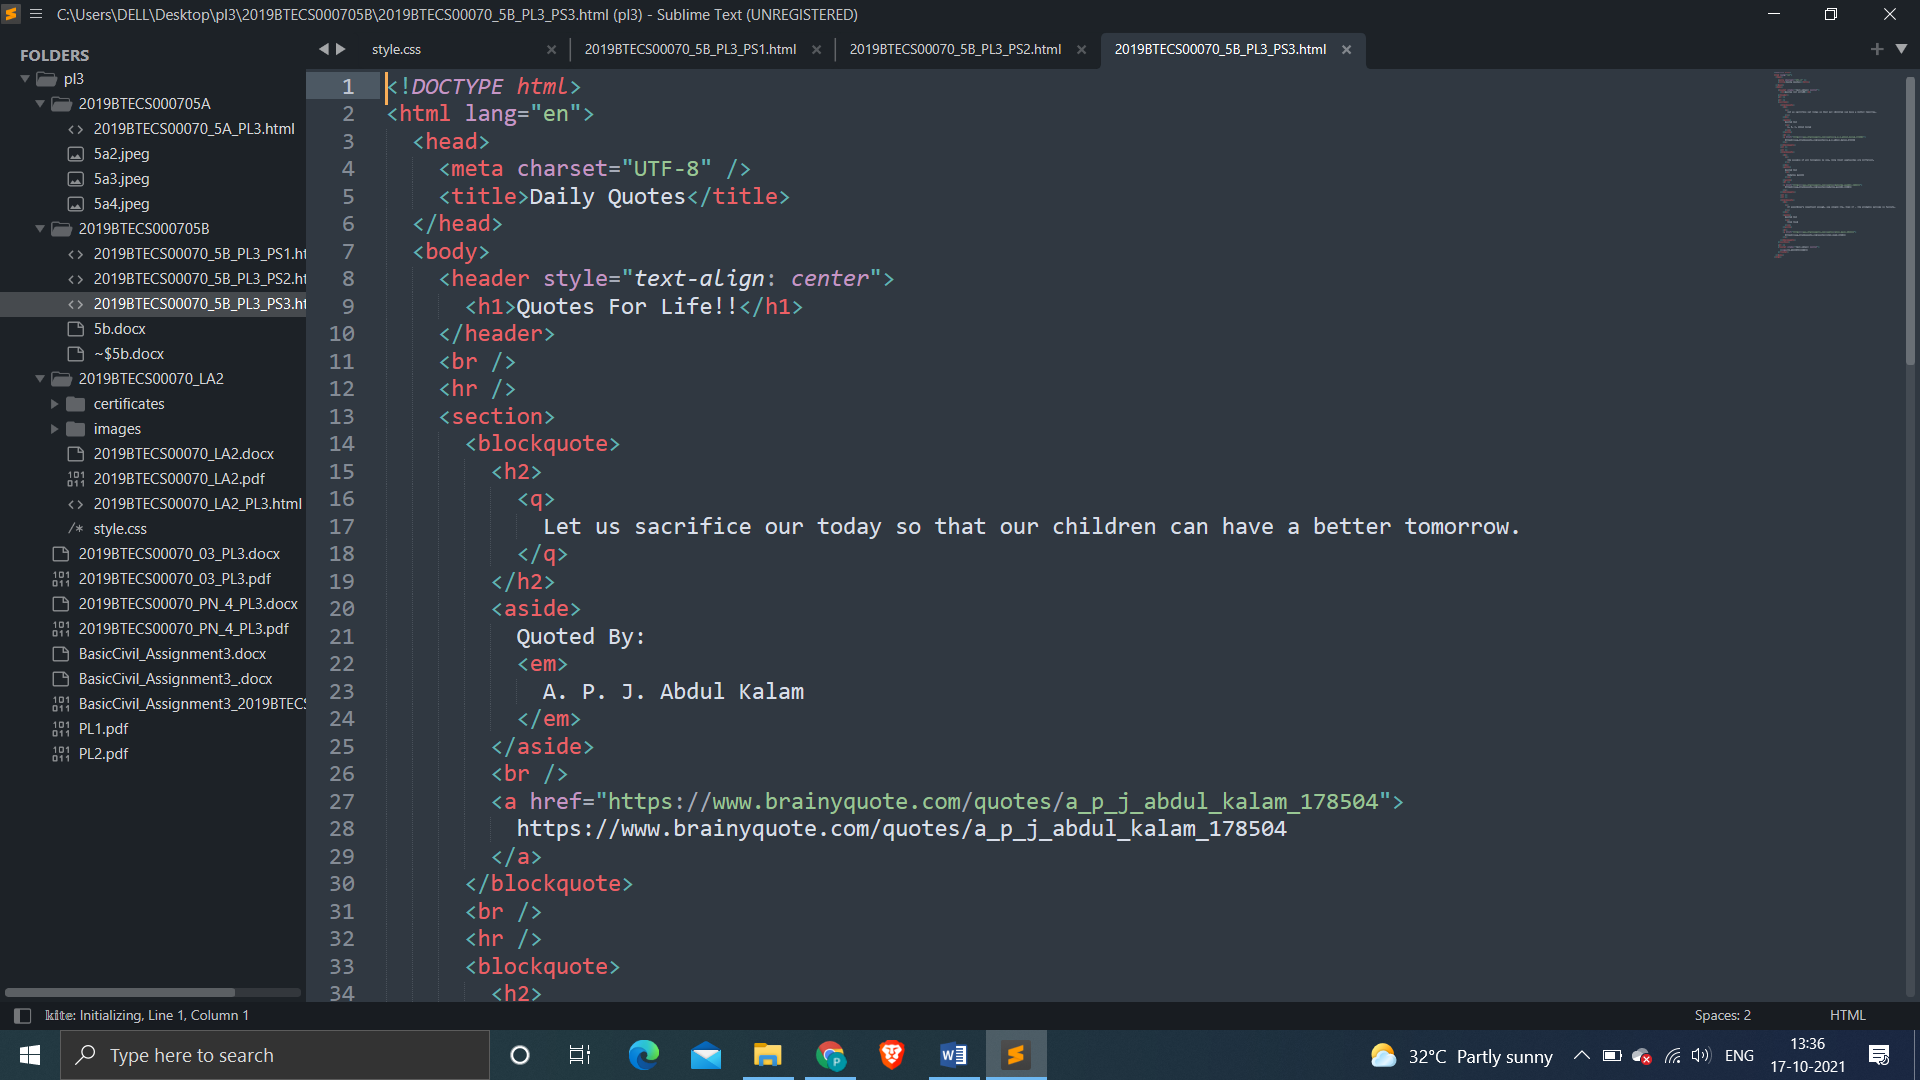 C:\Users\DELL\Desktop\pl3\2019BTECS000705B\2019BTECS00070_5B_PL3_PS3.html (pl3) - Sublime Text (UNREGISTERED)
FOLDERS
pl3
2019BTECS000705A
2019BTECS00070_5A_PL3.html
5a2.jpeg
5a3.jpeg
5a4.jpeg
2019BTECS000705B
2019BTECS00070_5B_PL3_PS1.ht
2019BTECS00070_5B_PL3_PS2.ht
2019BTECS00070_5B_PL3_PS3.ht
5b.docx
~$5b.docx
2019BTECS00070_LA2
certificates
images
2019BTECS00070_LA2.docx
2019BTECS00070_LA2.pdf
2019BTECS00070_LA2_PL3.html
style.css
2019BTECS00070_03_PL3.docx
2019BTECS00070_03_PL3.pdf
2019BTECS00070_PN_4_PL3.docx
2019BTECS00070_PN_4_PL3.pdf
BasicCivil_Assignment3.docx
BasicCivil_Assignment3_.docx
BasicCivil_Assignment3_2019BTECS
PL1.pdf
PL2.pdf
style.css 2019BTECS00070_5B_PL3_PS1.html 2019BTECS00070_5B_PL3_PS2.html 2019BTECS00070_5B_PL3_PS3.html
1 <!DOCTYPE html>
2 <html lang="en">
3 <head>
4 <meta charset="UTF-8" />
5 <title>Daily Quotes</title>
6 </head>
7 <body>
8 <header style="text-align: center">
9 <h1>Quotes For Life!!</h1>
10 </header>
11 <br />
12 <hr />
13 <section>
14 <blockquote>
15 <h2>
16 <q>
17 Let us sacrifice our today so that our children can have a better tomorrow.
18 </q>
19 </h2>
20 <aside>
21 Quoted By:
22 <em>
23 A. P. J. Abdul Kalam
24 </em>
25 </aside>
26 <br />
27 <a href="https://www.brainyquote.com/quotes/a_p_j_abdul_kalam_178504">
28 https://www.brainyquote.com/quotes/a_p_j_abdul_kalam_178504
29 </a>
30 </blockquote>
31 <br />
32 <hr />
33 <blockquote>
34 <h2>
kite: Initializing, Line 1, Column 1
Spaces: 2
HTML
Type here to search
32°C Partly sunny
ENG
13:36
17-10-2021